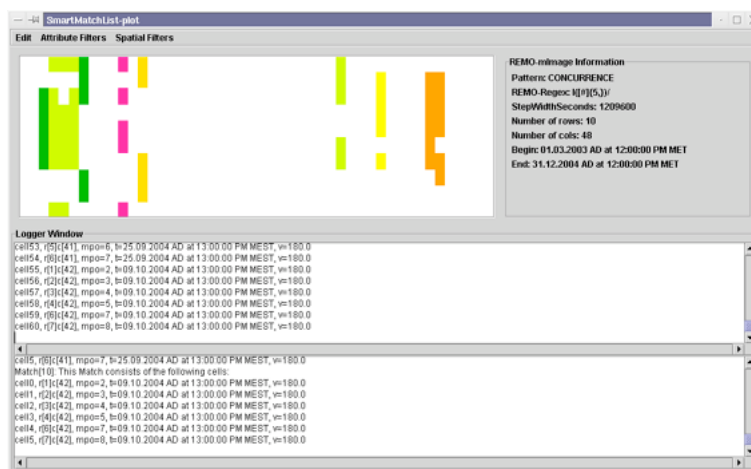 SmartMatchList-plot
Edit Attribute Filters Spatial Filters
REMO-mImage Information
Pattern: CONCURRENCE
StepWidthSeconds: 1209600
Number of rows: 10
Number of cols: 48
Begin: 01.03.2003 AD at 12:00:00 PM MET
End: 31.12.2004 AD at 12:00:00 PM MET
Logger Window
cell53, r[5]c[41], mpo=6, t=25.09.2004 AD at 13:00:00 PM MEST, v=180.0
cell54, r[6]c[41], mpo=7, t=25.09.2004 AD at 13:00:00 PM MEST, v=180.0
cell55, r[1]c[42], mpo=2, t=09.10.2004 AD at 13:00:00 PM MEST, v=180.0
cell56, r[2]c[42], mpo=3, t=09.10.2004 AD at 13:00:00 PM MEST, v=180.0
cell57, r[3]c[42], mpo=4, t=09.10.2004 AD at 13:00:00 PM MEST, v=180.0
cell58, r[4]c[42], mpo=5, t=09.10.2004 AD at 13:00:00 PM MEST, v=180.0
cell59, r[6]c[42], mpo=7, t=09.10.2004 AD at 13:00:00 PM MEST, v=180.0
cell60, r[7]c[42], mpo=8, t=09.10.2004 AD at 13:00:00 PM MEST, v=180.0
cell5, r[6]c[41], mpo=7, t=25.09.2004 AD at 13:00:00 PM MEST, v=180.0
Match[10]: This Match consists of the following cells:
cell0, r[1]c[42], mpo=2, t=09.10.2004 AD at 13:00:00 PM MEST, v=180.0
cell1, r[2]c[42], mpo=3, t=09.10.2004 AD at 13:00:00 PM MEST, v=180.0
cell2, r[3]c[42], mpo=4, t=09.10.2004 AD at 13:00:00 PM MEST, v=180.0
cell3, r[4]c[42], mpo=5, t=09.10.2004 AD at 13:00:00 PM MEST, v=180.0
cell4, r[6]c[42], mpo=7, t=09.10.2004 AD at 13:00:00 PM MEST, v=180.0
cell5, r[7]c[42], mpo=8, t=09.10.2004 AD at 13:00:00 PM MEST, v=180.0